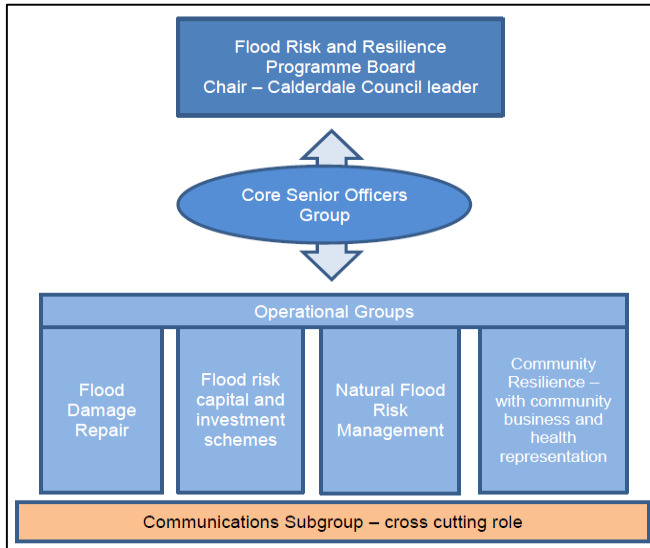 Flood Risk and Resilience
Programme Board
Chair – Calderdale Council leader
Core Senior Officers
Group
Operational Groups
Flood
Damage
Repair
Flood risk
capital and
investment
schemes
Natural Flood
Risk
Management
Community
Resilience –
with community
business and
health
representation
Communications Subgroup – cross cutting role